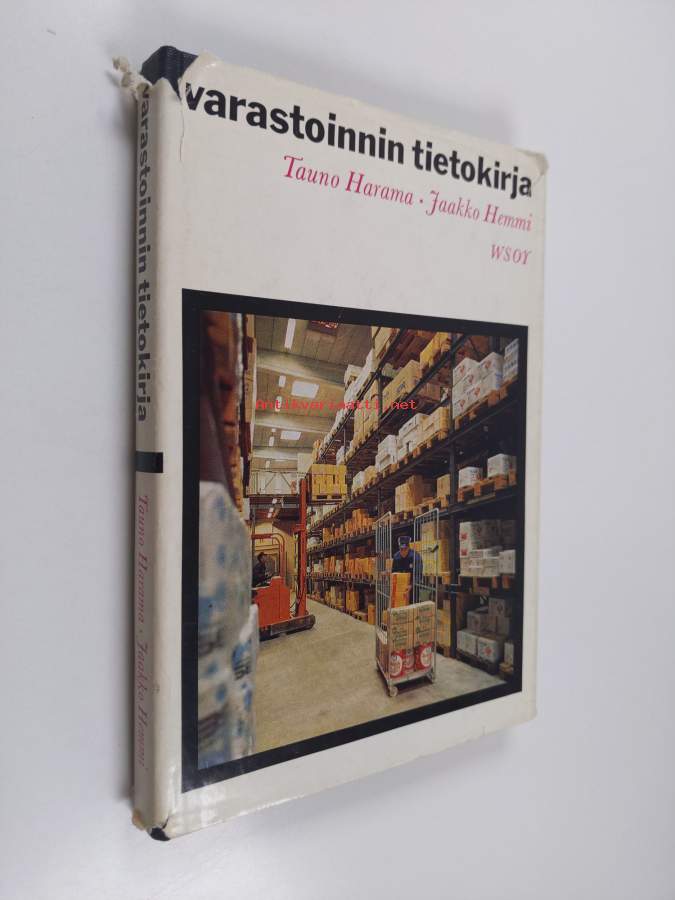 varastoinnin tietokirja
Tauno Harama • Jaakko Hemmi
WSOY
varastoinnin tietokirja
Tauno Harama • Jaakko Hemmi
Antikvariaatti.net